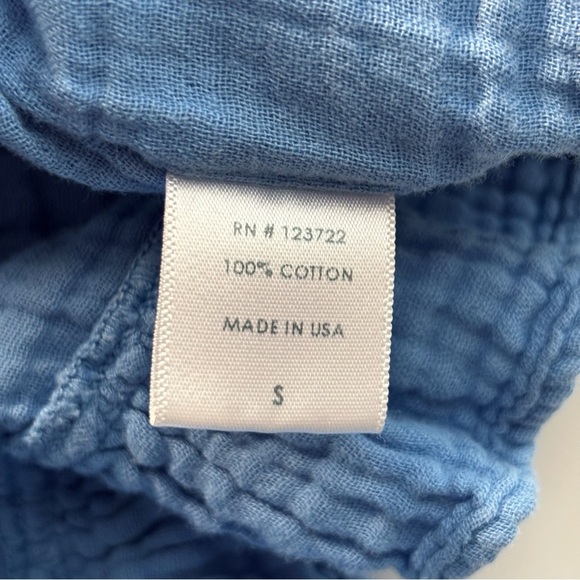 RN # 123722
100% COTTON
MADE IN USA
S